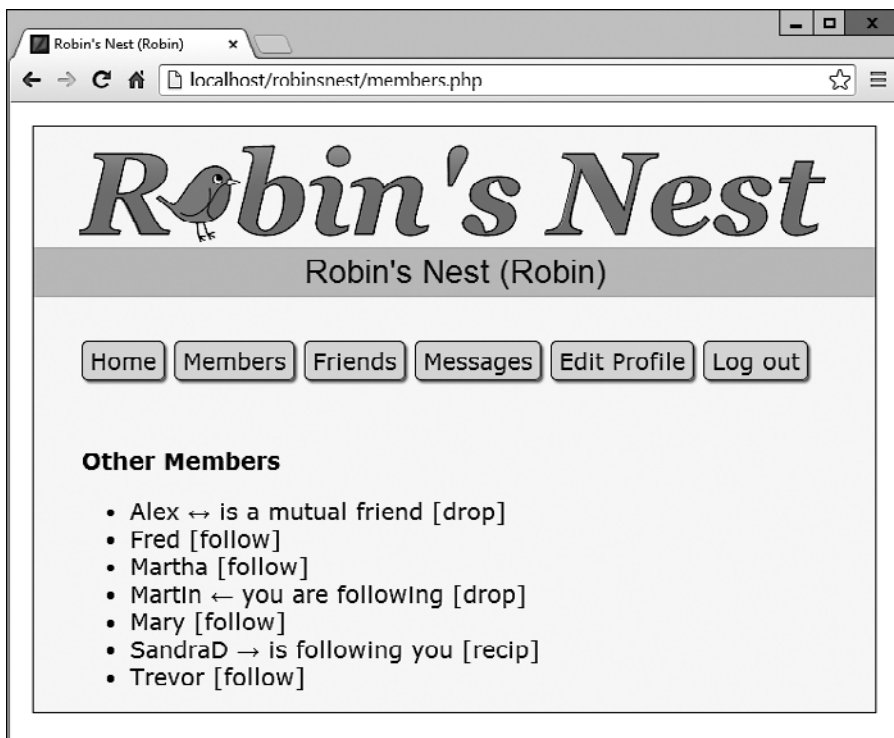 Robin's Nest (Robin)
localhost/robinsnest/members.php
Robin's Nest
Robin's Nest (Robin)
Home Members Friends Messages Edit Profile Log out
Other Members
• Alex ↔ is a mutual friend [drop]
• Fred [follow]
• Martha [follow]
• Martin ← you are following [drop]
• Mary [follow]
• SandraD → is following you [recip]
• Trevor [follow]